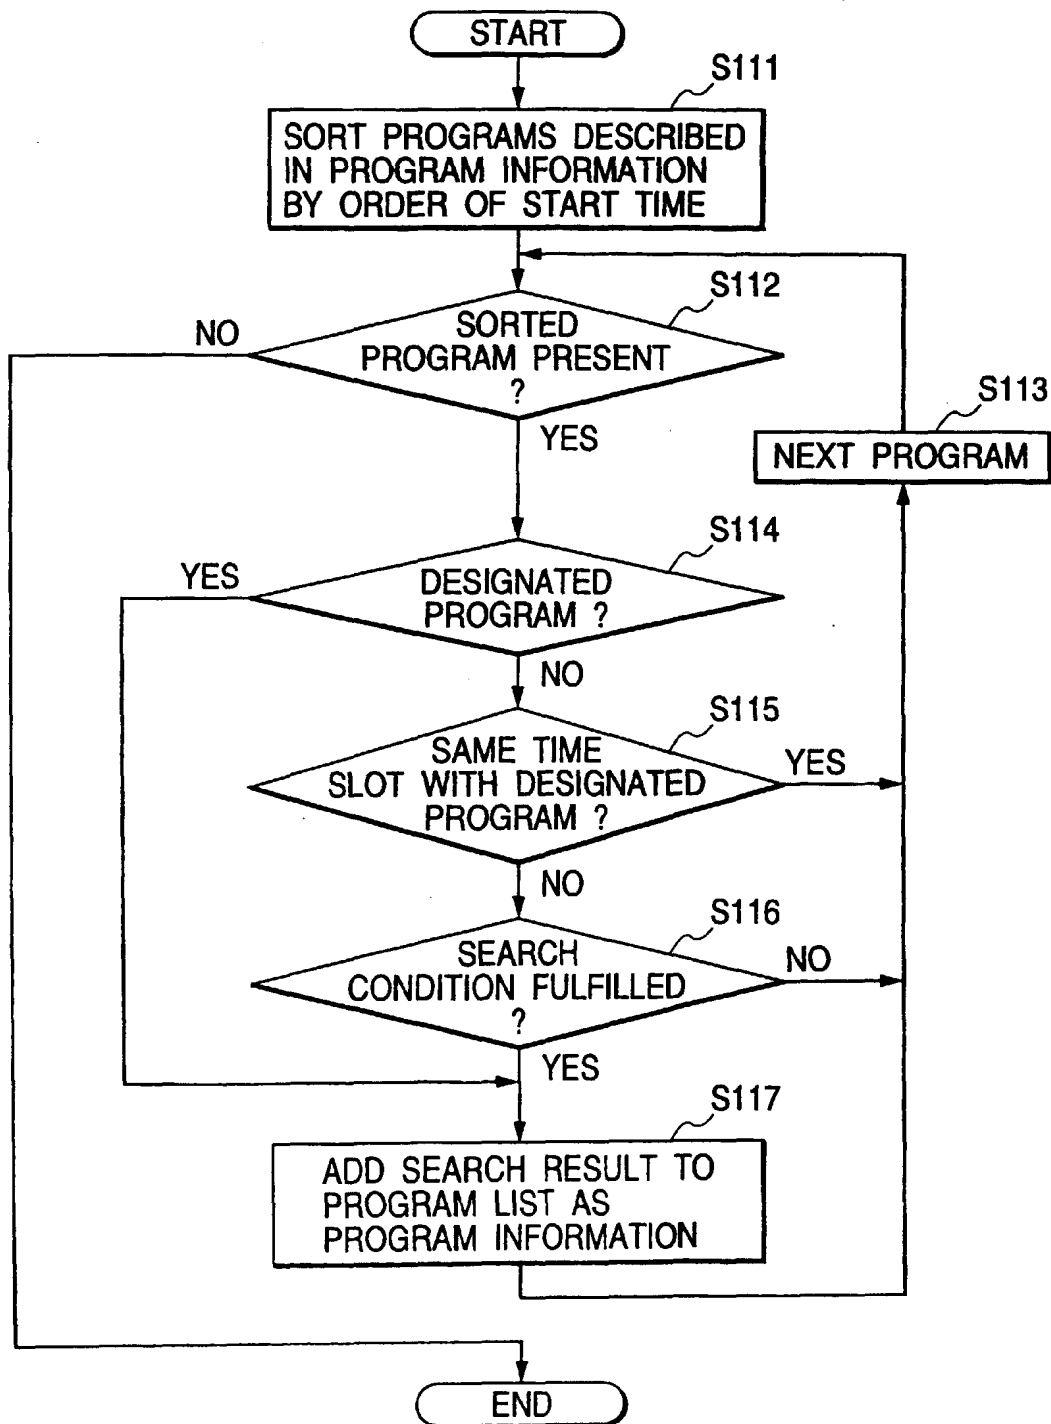 START
S111
SORT PROGRAMS DESCRIBED
IN PROGRAM INFORMATION
BY ORDER OF START TIME
S112
NO
SORTED
PROGRAM PRESENT
?
YES
S113
NEXT PROGRAM
S114
YES
DESIGNATED
PROGRAM ?
NO
S115
SAME TIME
SLOT WITH DESIGNATED
PROGRAM ?
YES
NO
S116
SEARCH
CONDITION FULFILLED
?
NO
YES
S117
ADD SEARCH RESULT TO
PROGRAM LIST AS
PROGRAM INFORMATION
END